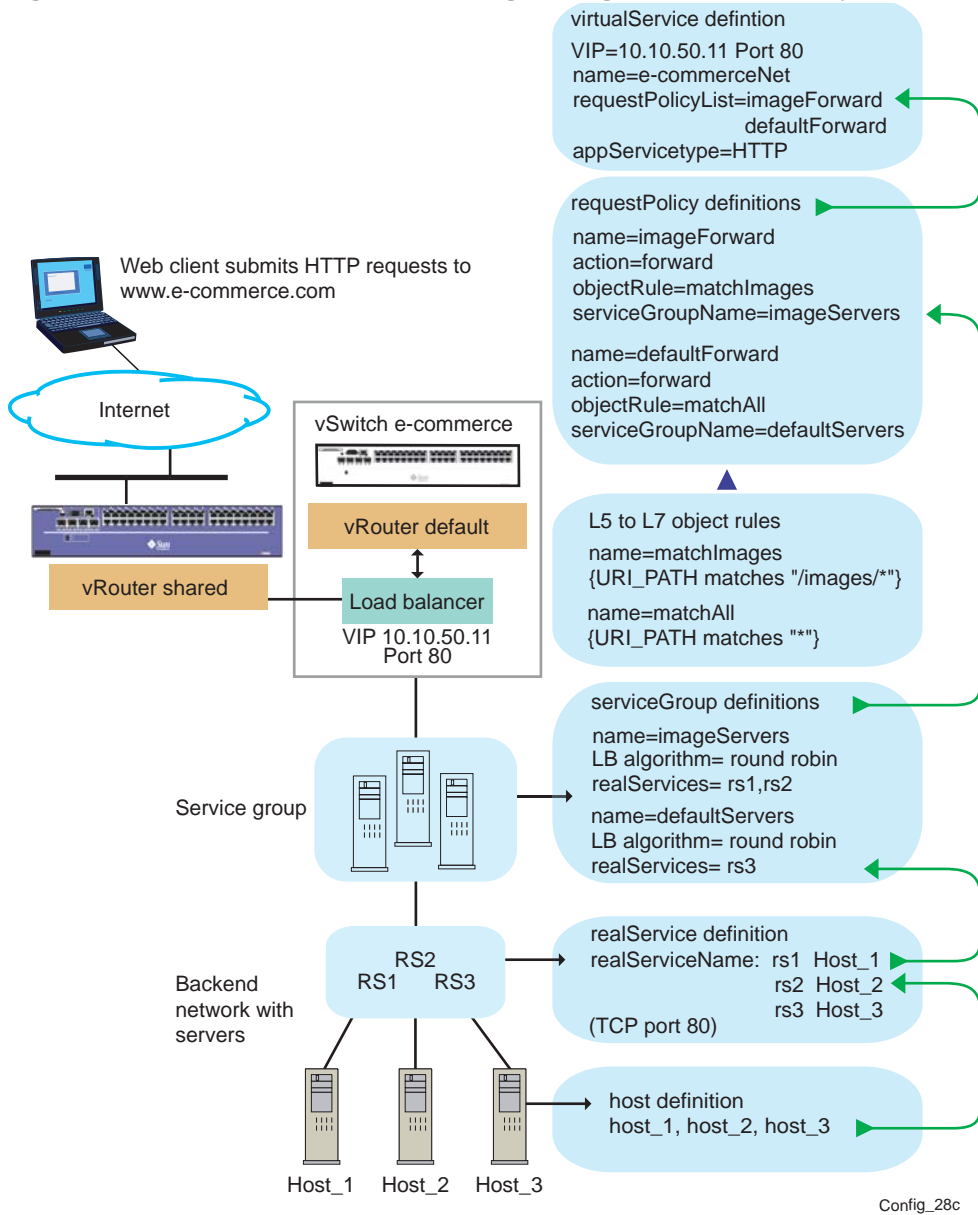 virtualService defintion
VIP=10.10.50.11 Port 80
name=e-commerceNet
requestPolicyList=imageForward
defaultForward
appServicetype=HTTP
requestPolicy definitions
name=imageForward
action=forward
objectRule=matchImages
serviceGroupName=imageServers
name=defaultForward
action=forward
objectRule=matchAll
serviceGroupName=defaultServers
Web client submits HTTP requests to
www.e-commerce.com
Internet
vSwitch e-commerce
vRouter default
vRouter shared
Load balancer
VIP 10.10.50.11
Port 80
L5 to L7 object rules
name=matchImages
{URI_PATH matches "/images/*"}
name=matchAll
{URI_PATH matches "*"}
serviceGroup definitions
name=imageServers
LB algorithm= round robin
realServices= rs1,rs2
name=defaultServers
LB algorithm= round robin
realServices= rs3
Service group
realService definition
realServiceName: rs1 Host_1
rs2 Host_2
rs3 Host_3
(TCP port 80)
RS2
RS1 RS3
Backend
network with
servers
host definition
host_1, host_2, host_3
Host_1 Host_2 Host_3
Config_28c